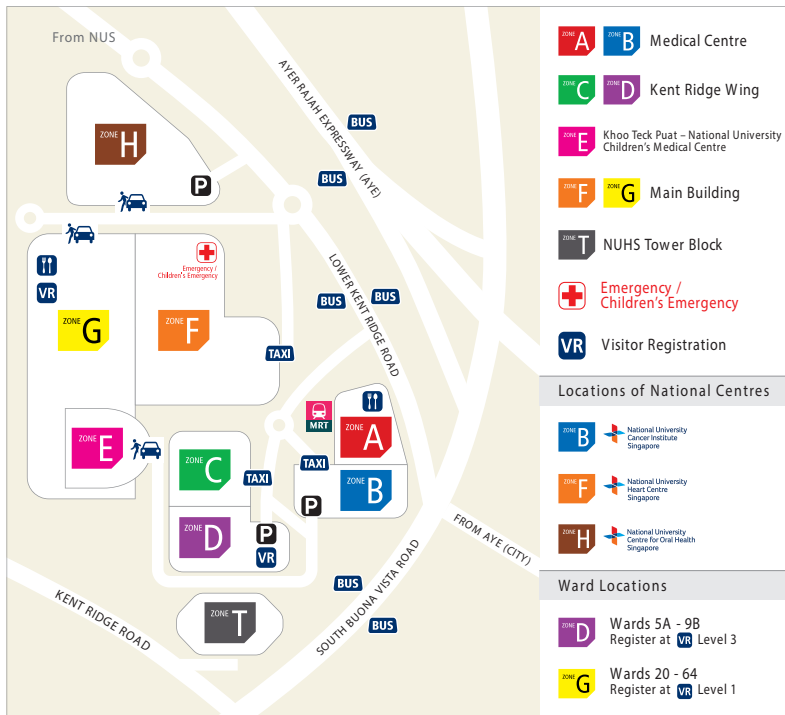 From NUS
AYER RAJAH EXPRESSWAY (AYE)
BUS
BUS
ZONE H
P
Emergency /
Children's Emergency
VR
ZONE G
ZONE F
LOWER KENT RIDGE ROAD
BUS
BUS
TAXI
MRT
ZONE A
ZONE E
ZONE C
TAXI
TAXI
ZONE B
P
ZONE D
P
VR
FROM AYE (CITY)
SOUTH BUONA VISTA ROAD
BUS
BUS
KENT RIDGE ROAD
ZONE T
ZONE A ZONE B Medical Centre
ZONE C ZONE D Kent Ridge Wing
ZONE E Khoo Teck Puat – National University
Children's Medical Centre
ZONE F ZONE G Main Building
ZONE T NUHS Tower Block
Emergency /
Children's Emergency
VR Visitor Registration
Locations of National Centres
ZONE B National University
Cancer Institute
Singapore
ZONE F National University
Heart Centre
Singapore
ZONE H National University
Centre for Oral Health
Singapore
Ward Locations
ZONE D Wards 5A - 9B
Register at VR Level 3
ZONE G Wards 20 - 64
Register at VR Level 1